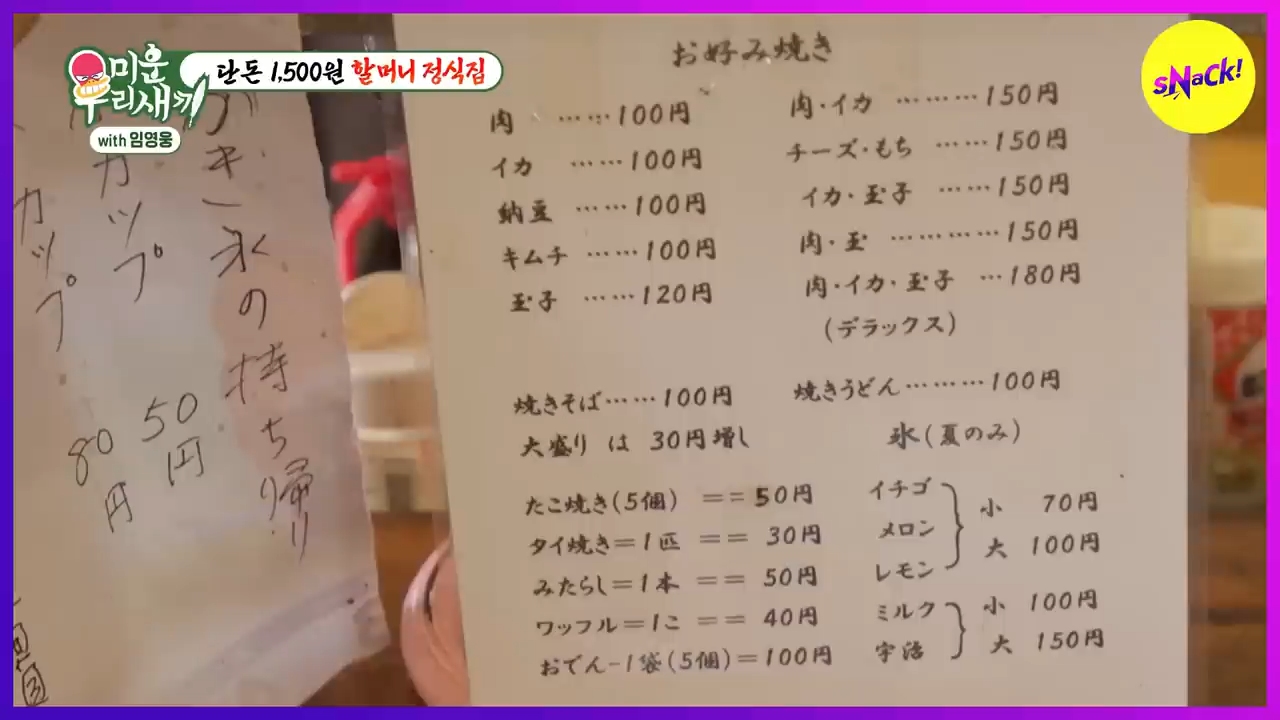 미운
우리새끼
with 임영웅
단돈 1,500원 할머니 정식집
sNack!
かき氷の持ち帰り
カップ 50円
カップ 80円
お好み焼き
肉 ……100円
イカ ……100円
納豆 ……100円
キムチ ……100円
玉子 ……120円
肉・イカ ………150円
チーズ・もち ……150円
イカ・玉子 ……150円
肉・玉 …………150円
肉・イカ・玉子 …180円
(デラックス)
焼きそば……100円
大盛り は 30円増し
焼きうどん………100円
氷(夏のみ)
たこ焼き(5個) == 50円
タイ焼き=1匹 == 30円
みたらし=1本 == 50円
ワッフル=1こ == 40円
おでん-1袋(5個)=100円
イチゴ
メロン
レモン
小 70円
大 100円
ミルク
宇治
小 100円
大 150円